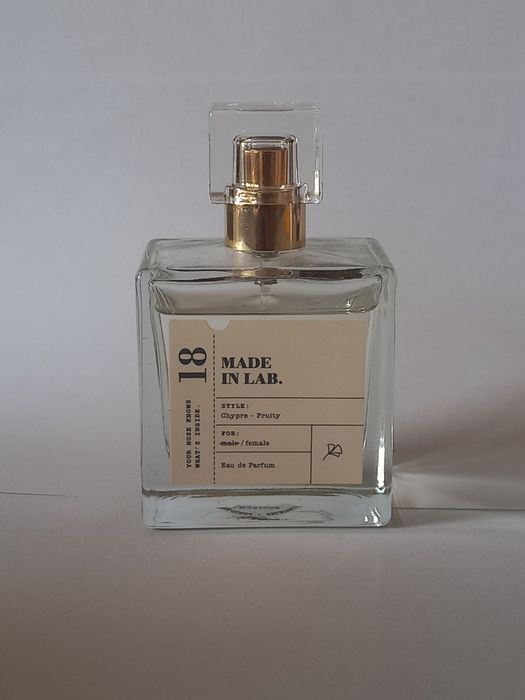 18
YOUR NOSE KNOWS
WHAT'S INSIDE.
MADE
IN LAB.
STYLE:
Chypre - Fruity
FOR:
male / female
Eau de Parfum